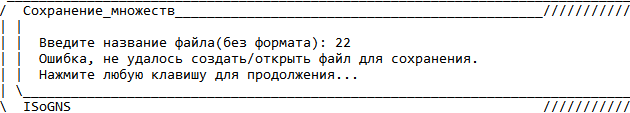 Сохранение_множеств
Введите название файла(без формата): 22
Ошибка, не удалось создать/открыть файл для сохранения.
Нажмите любую клавишу для продолжения...
ISoGNS